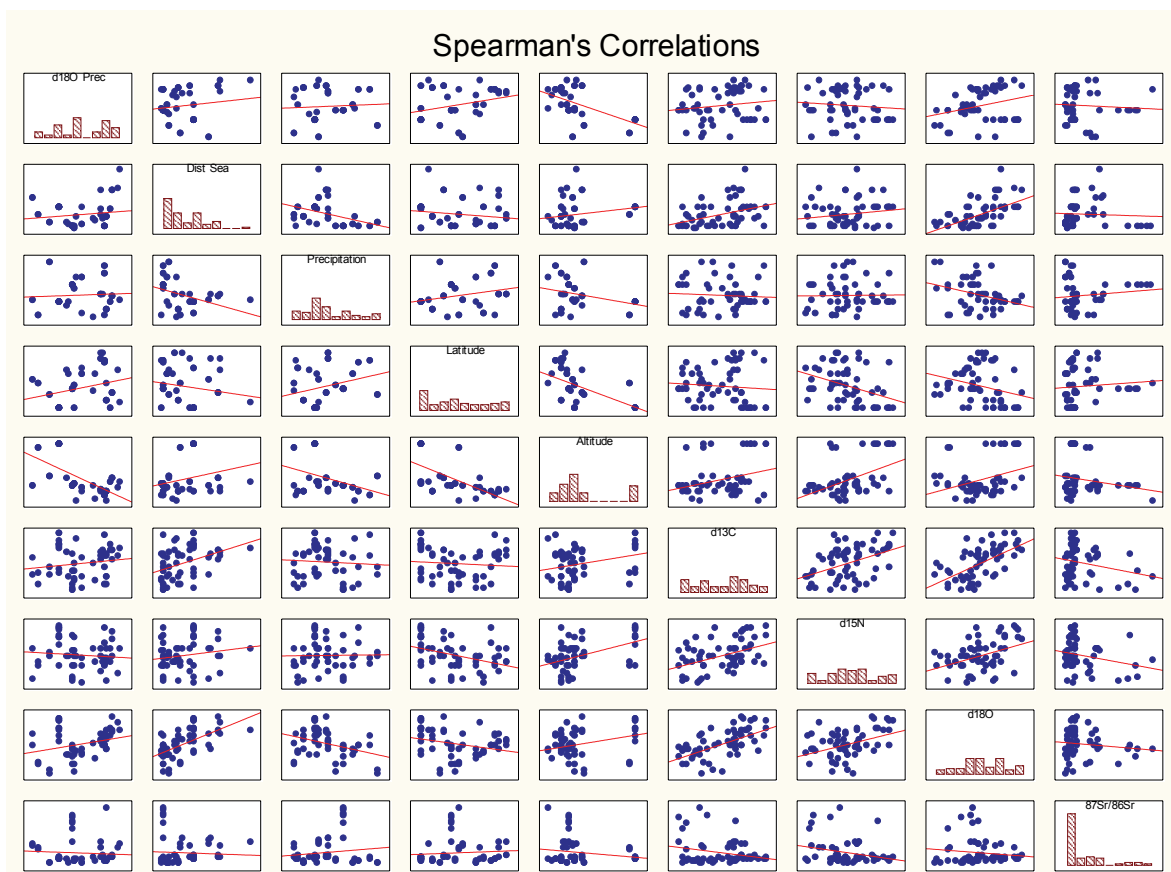 Spearman's Correlations
d18O Prec
Dist Sea
Precipitation
Latitude
Altitude
d13C
d15N
d18O
87Sr/86Sr